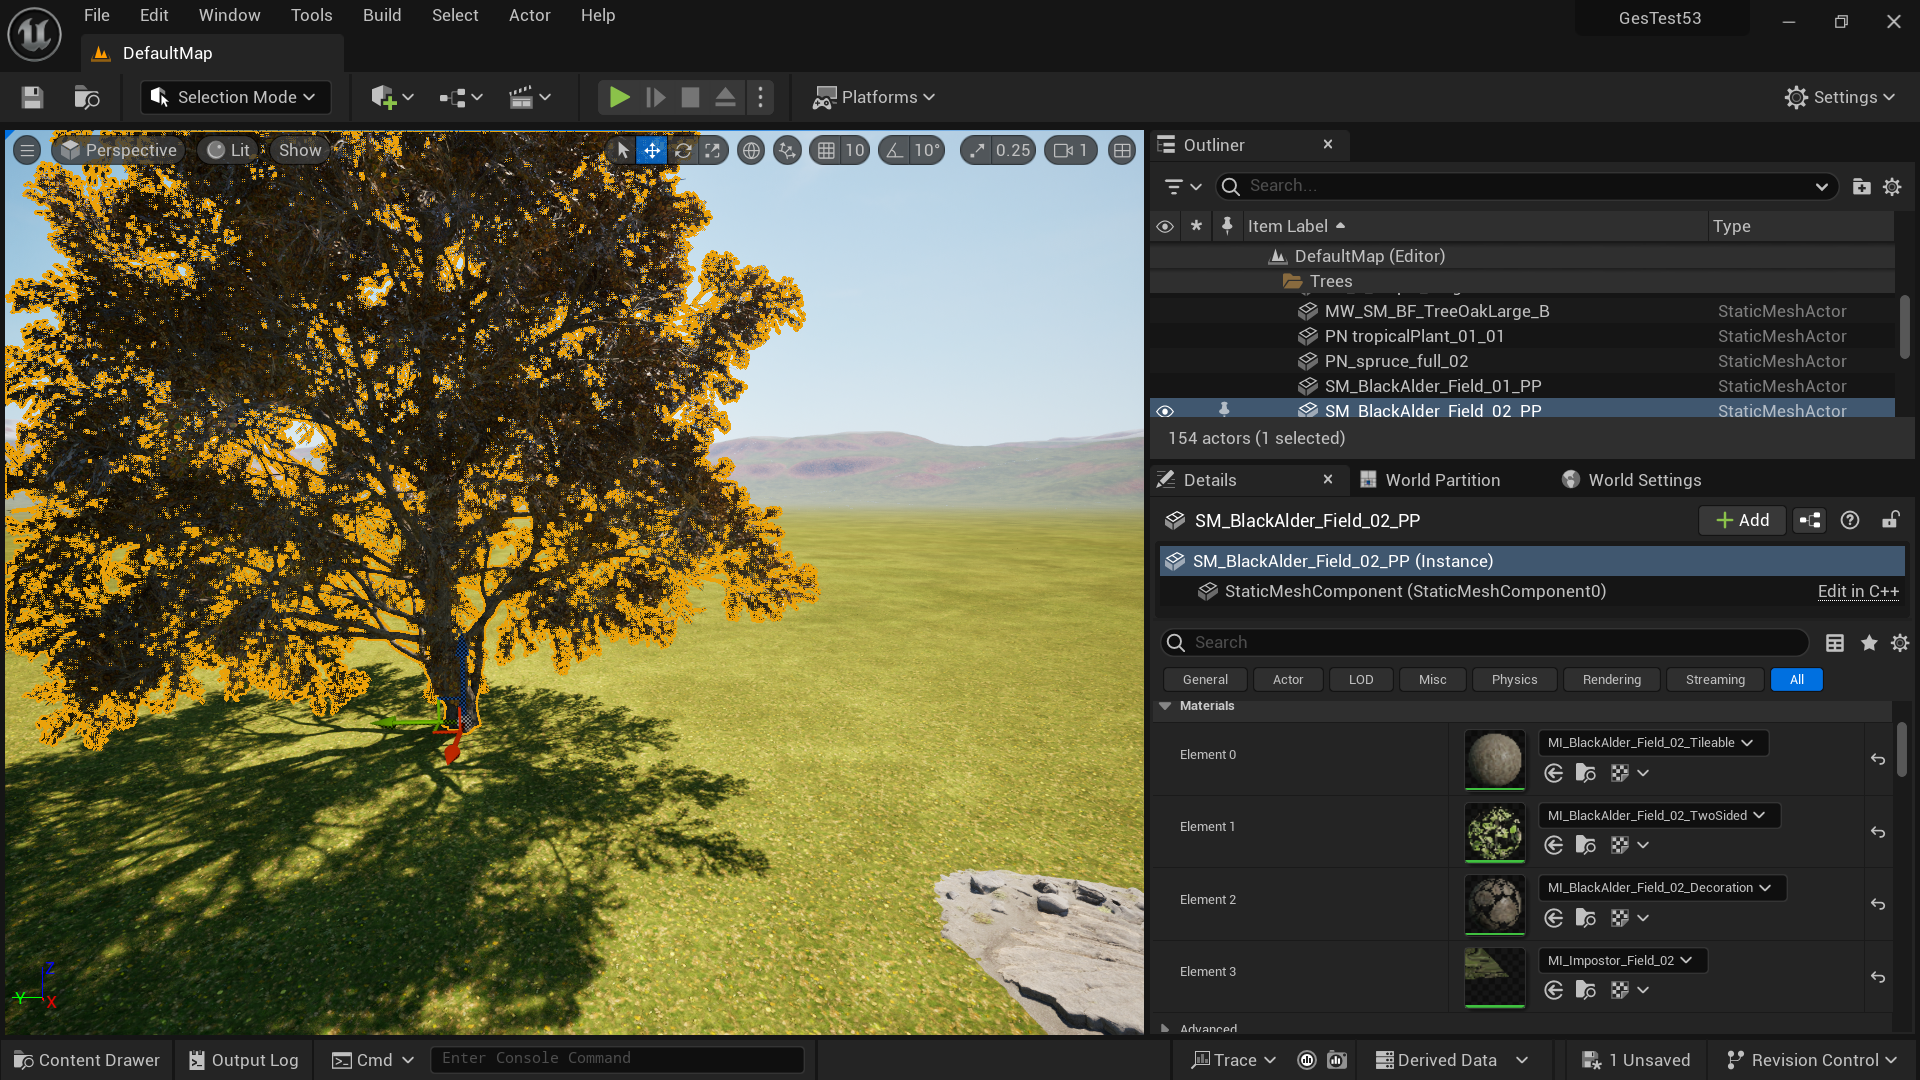 File Edit Window Tools Build Select Actor Help
GesTest53
DefaultMap
Selection Mode
Platforms
Settings
Perspective Lit Show
10 10° 0.25 1
Outliner
Search...
Item Label Type
DefaultMap (Editor)
Trees
MW_SM_BF_TreeOakLarge_B StaticMeshActor
PN tropicalPlant_01_01 StaticMeshActor
PN_spruce_full_02 StaticMeshActor
SM_BlackAlder_Field_01_PP StaticMeshActor
SM_BlackAlder_Field_02_PP StaticMeshActor
154 actors (1 selected)
Details World Partition World Settings
SM_BlackAlder_Field_02_PP Add
SM_BlackAlder_Field_02_PP (Instance)
StaticMeshComponent (StaticMeshComponent0) Edit in C++
Search
General Actor LOD Misc Physics Rendering Streaming All
Materials
Element 0 MI_BlackAlder_Field_02_Tileable
Element 1 MI_BlackAlder_Field_02_TwoSided
Element 2 MI_BlackAlder_Field_02_Decoration
Element 3 MI_Impostor_Field_02
Advanced
Z
Y X
Content Drawer Output Log Cmd Enter Console Command Trace Derived Data 1 Unsaved Revision Control